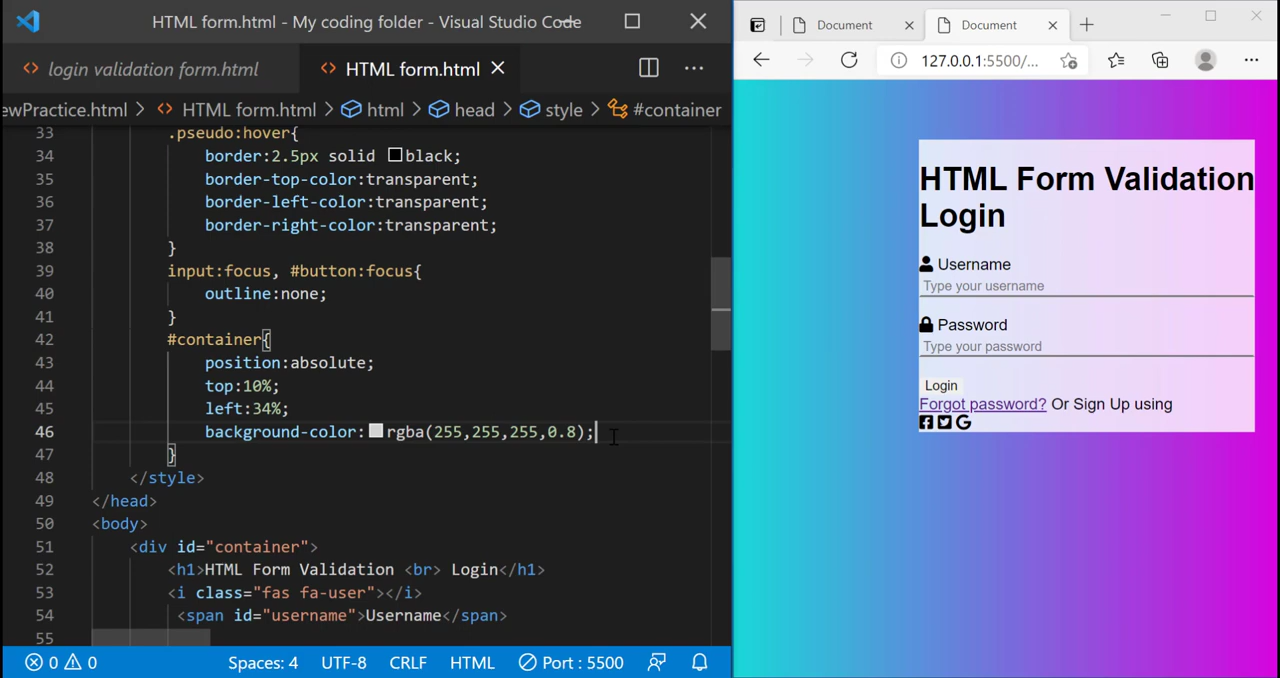 HTML form.html - My coding folder - Visual Studio Code
login validation form.html
HTML form.html
ewPractice.html > HTML form.html > html > head > style > #container
33 .pseudo:hover{
34 border:2.5px solid black;
35 border-top-color:transparent;
36 border-left-color:transparent;
37 border-right-color:transparent;
38 }
39 input:focus, #button:focus{
40 outline:none;
41 }
42 #container{
43 position:absolute;
44 top:10%;
45 left:34%;
46 background-color: rgba(255,255,255,0.8);
47 }
48 </style>
49 </head>
50 <body>
51 <div id="container">
52 <h1>HTML Form Validation <br> Login</h1>
53 <i class="fas fa-user"></i>
54 <span id="username">Username</span>
55
0 0 Spaces: 4 UTF-8 CRLF HTML Port : 5500
Document Document
127.0.0.1:5500/...
HTML Form Validation
Login
Username
Type your username
Password
Type your password
Login
Forgot password? Or Sign Up using